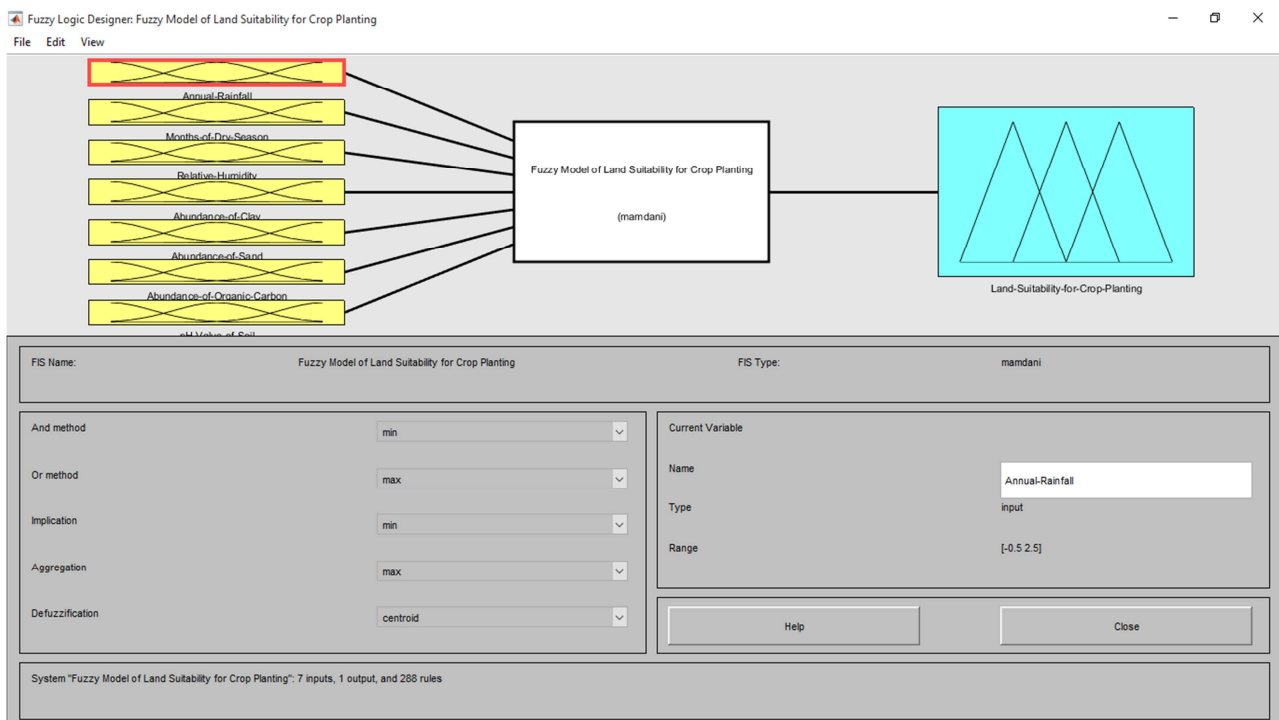 Fuzzy Logic Designer: Fuzzy Model of Land Suitability for Crop Planting
File Edit View
Annual-Rainfall
Months-of-Dry-Season
Relative-Humidity
Abundance-of-Clay
Abundance-of-Sand
Abundance-of-Organic-Carbon
pH Value of Soil
Fuzzy Model of Land Suitability for Crop Planting
(mamdani)
Land-Suitability-for-Crop-Planting
FIS Name: Fuzzy Model of Land Suitability for Crop Planting FIS Type: mamdani
And method min
Or method max
Implication min
Aggregation max
Defuzzification centroid
Current Variable
Name Annual-Rainfall
Type input
Range [-0.5 2.5]
Help Close
System "Fuzzy Model of Land Suitability for Crop Planting": 7 inputs, 1 output, and 288 rules